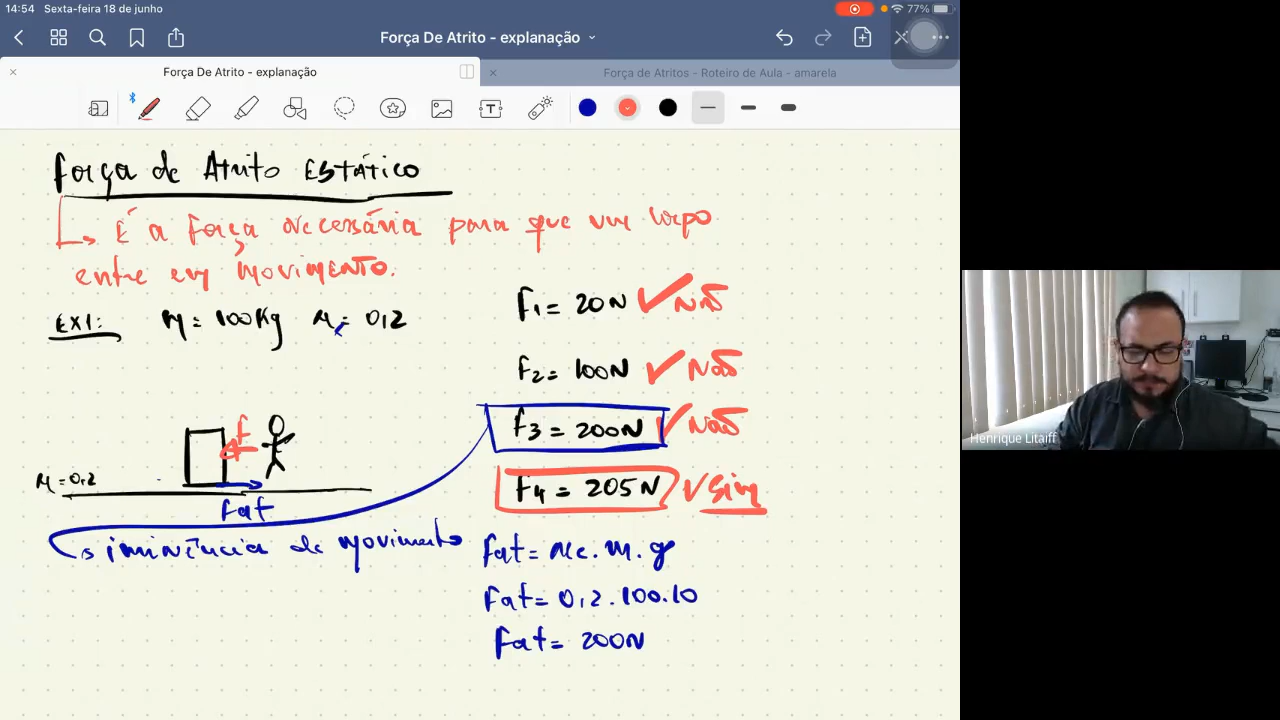 14:54 Sexta-feira 18 de junho
77%
Força De Atrito - explanação
Força De Atrito - explanação
Força de Atritos - Roteiro de Aula - amarela
Força de Atrito Estático
É a força necessária para que um corpo
entre em movimento.
Ex1: m = 100Kg μ = 0,2
f1 = 20N ✓ Não
f2 = 100N ✓ Não
f3 = 200N ✓ Não
f4 = 205N ✓ Sim
f
μ = 0,2
Fat
iminência de movimento
Fat = μe.m.g
Fat = 0,2.100.10
Fat = 200N
Henrique Litaiff